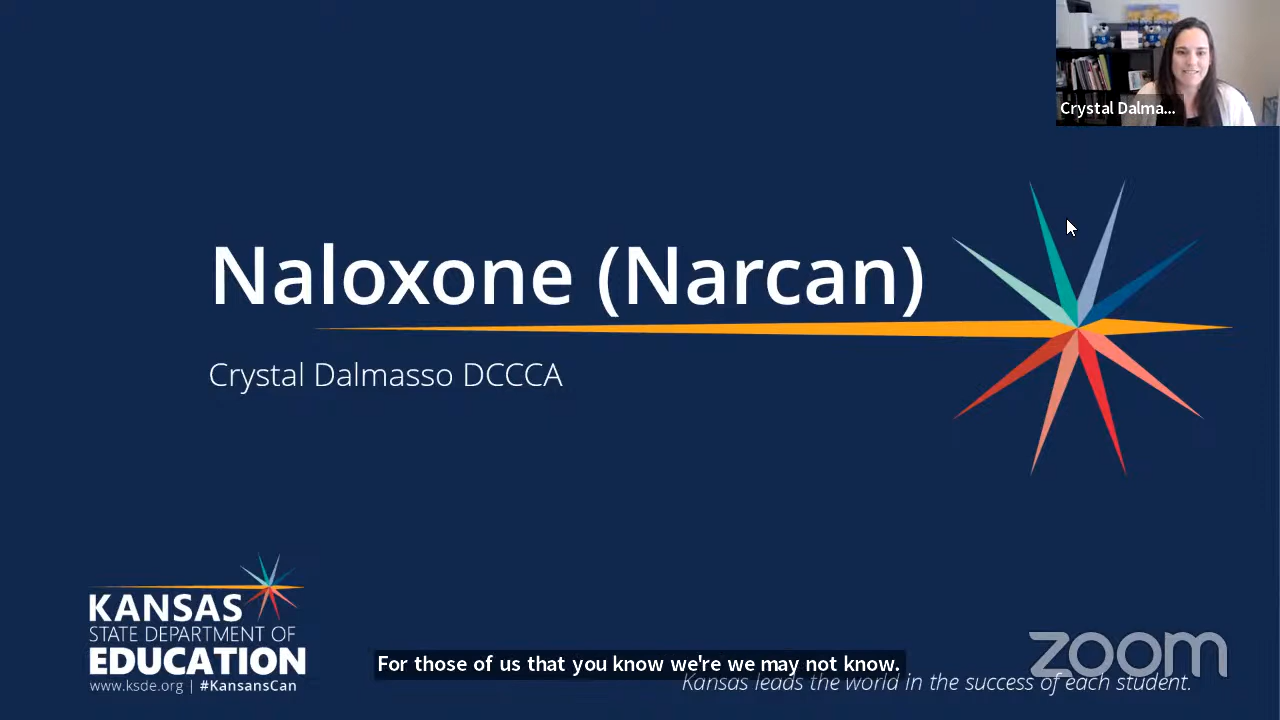 Crystal Dalma...
Naloxone (Narcan)
Crystal Dalmasso DCCCA
KANSAS
STATE DEPARTMENT OF
EDUCATION
www.ksde.org | #KansansCan
For those of us that you know we're we may not know.
Kansas leads the world in the success of each student.
zoom